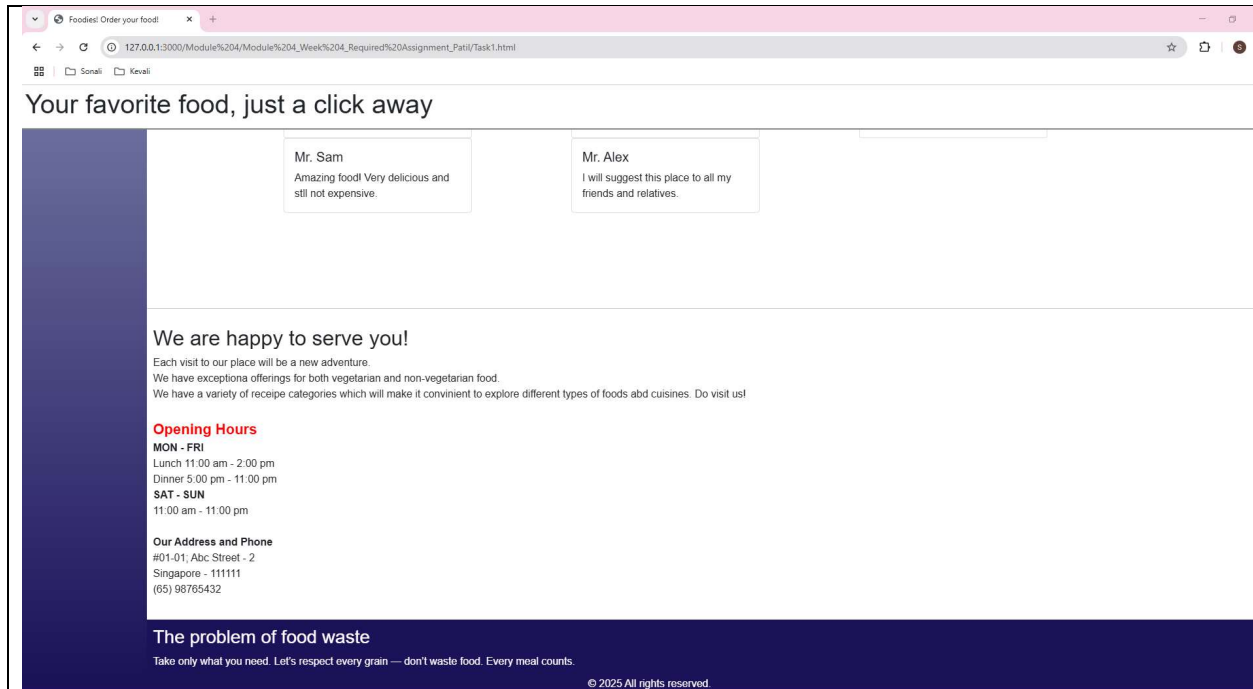 Foodies! Order your food!
127.0.0.1:3000/Module%204/Module%204_Week%204_Required%20Assignment_Patil/Task1.html
S
Sonali Kevali
Your favorite food, just a click away
Mr. Sam
Amazing food! Very delicious and
stll not expensive.
Mr. Alex
I will suggest this place to all my
friends and relatives.
We are happy to serve you!
Each visit to our place will be a new adventure.
We have exceptiona offerings for both vegetarian and non-vegetarian food.
We have a variety of receipe categories which will make it convinient to explore different types of foods abd cuisines. Do visit us!
Opening Hours
MON - FRI
Lunch 11:00 am - 2:00 pm
Dinner 5:00 pm - 11:00 pm
SAT - SUN
11:00 am - 11:00 pm
Our Address and Phone
#01-01; Abc Street - 2
Singapore - 111111
(65) 98765432
The problem of food waste
Take only what you need. Let's respect every grain — don't waste food. Every meal counts.
© 2025 All rights reserved.